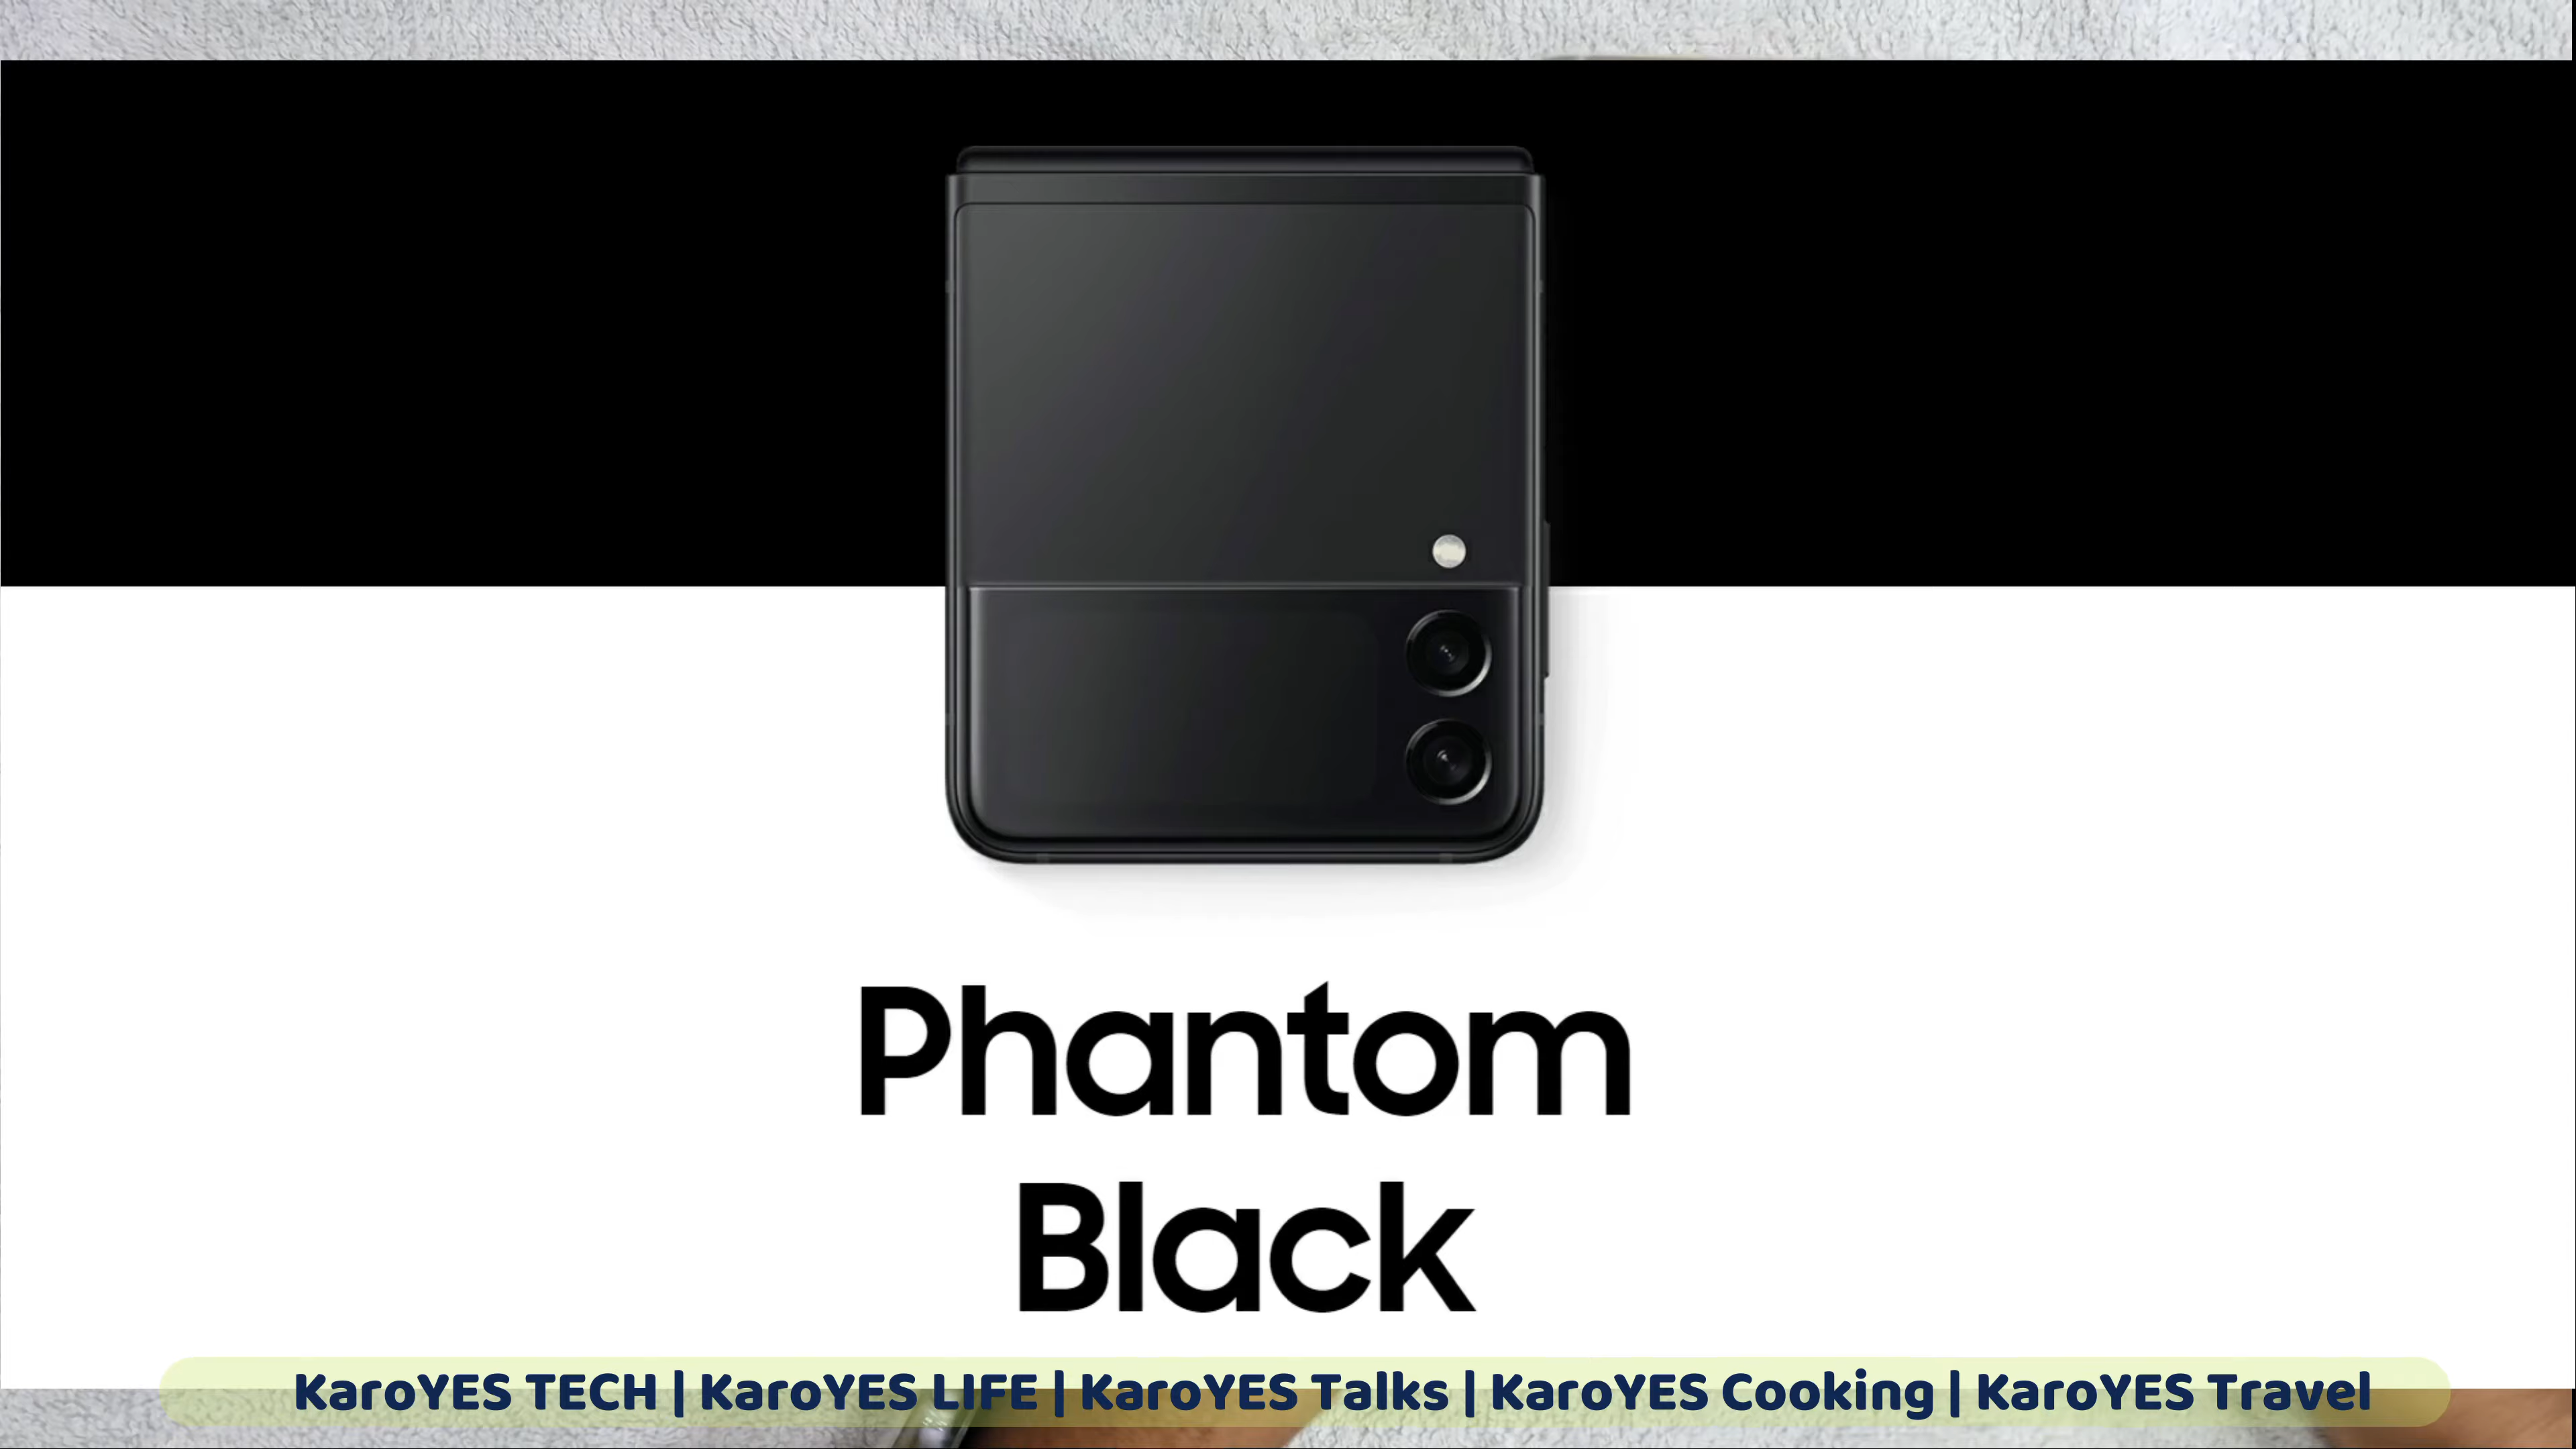 Phantom
Black
KaroYES TECH | KaroYES LIFE | KaroYES Talks | KaroYES Cooking | KaroYES Travel